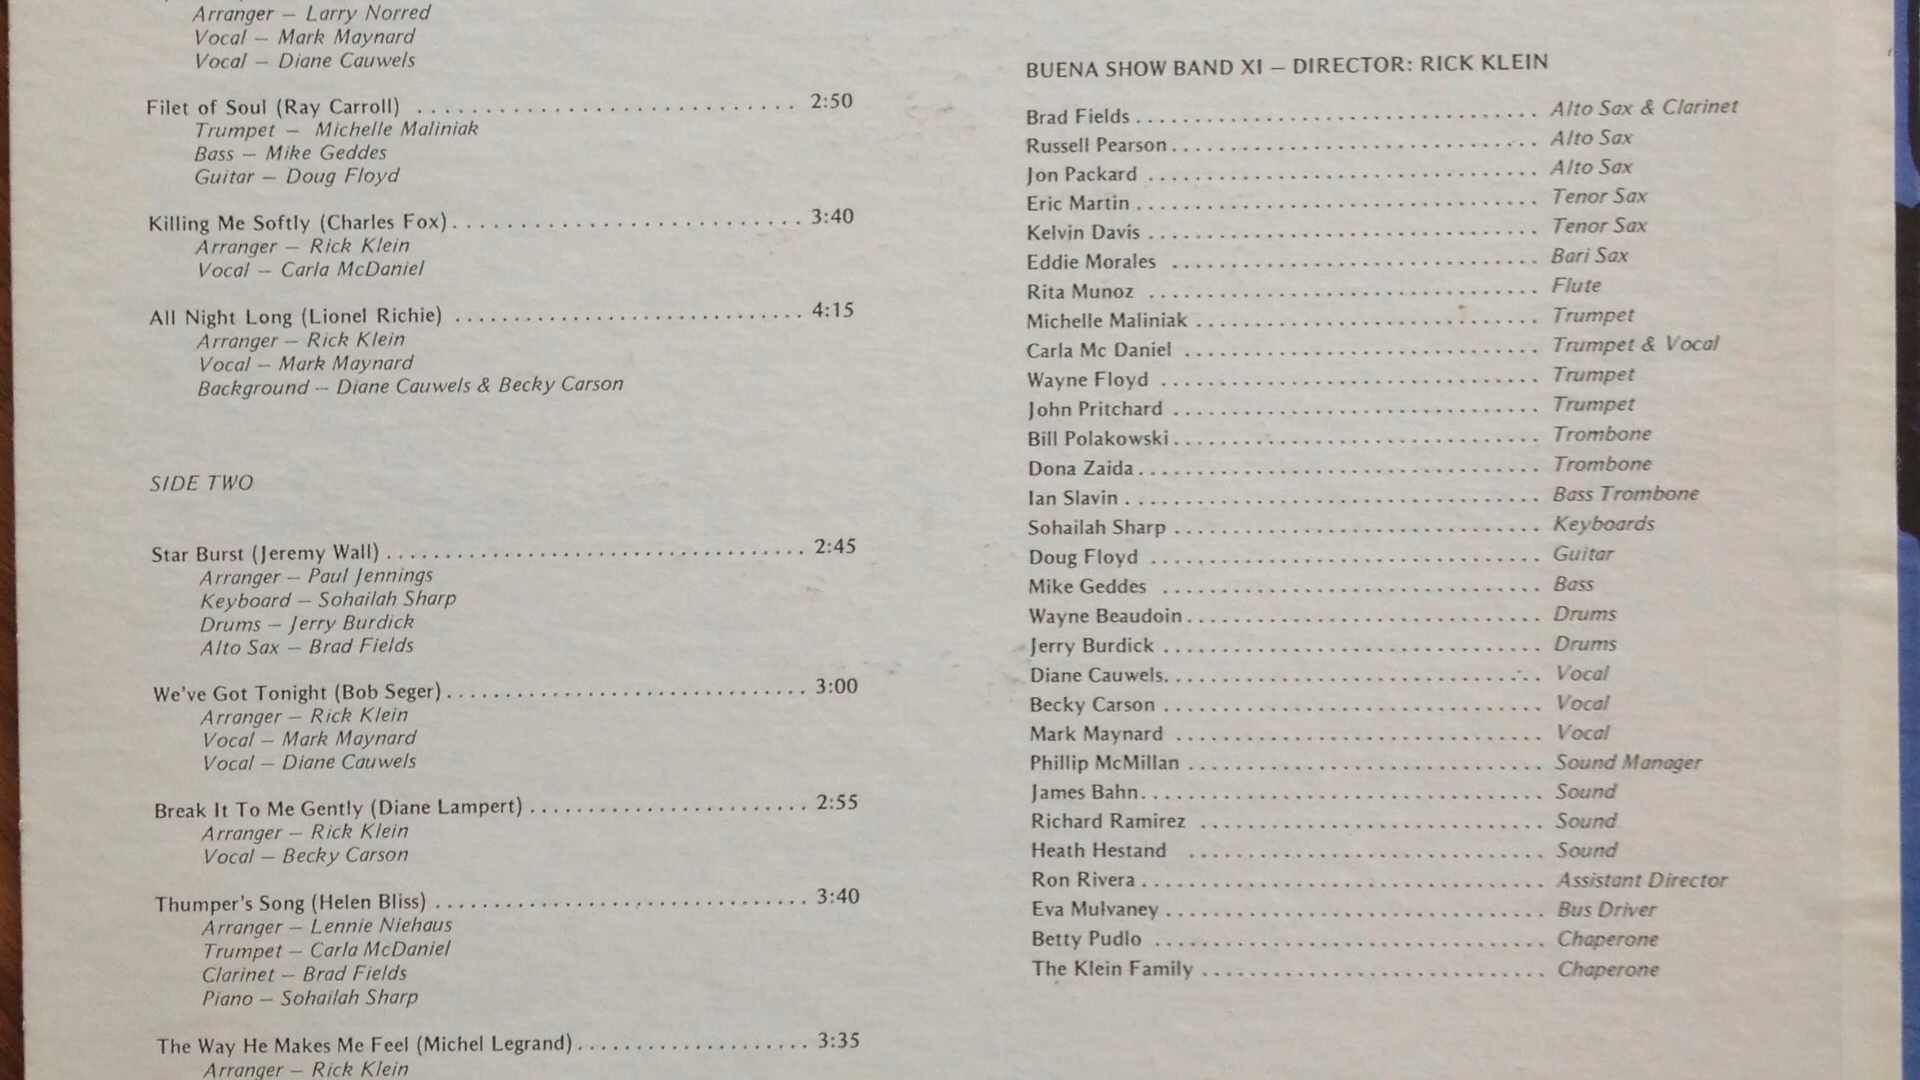 Arranger — Larry Norred
Vocal — Mark Maynard
Vocal — Diane Cauwels
Filet of Soul (Ray Carroll) . . . . . . . . . . . . . . . . . . . . . . . . . . . . 2:50
Trumpet — Michelle Maliniak
Bass — Mike Geddes
Guitar — Doug Floyd
Killing Me Softly (Charles Fox). . . . . . . . . . . . . . . . . . . . . . . . . . 3:40
Arranger — Rick Klein
Vocal — Carla McDaniel
All Night Long (Lionel Richie) . . . . . . . . . . . . . . . . . . . . . . . . . . 4:15
Arranger — Rick Klein
Vocal — Mark Maynard
Background — Diane Cauwels & Becky Carson
SIDE TWO
Star Burst (Jeremy Wall) . . . . . . . . . . . . . . . . . . . . . . . . . . . . . . . 2:45
Arranger — Paul Jennings
Keyboard — Sohailah Sharp
Drums — Jerry Burdick
Alto Sax — Brad Fields
We've Got Tonight (Bob Seger). . . . . . . . . . . . . . . . . . . . . . . . . . . 3:00
Arranger — Rick Klein
Vocal — Mark Maynard
Vocal — Diane Cauwels
Break It To Me Gently (Diane Lampert) . . . . . . . . . . . . . . . . . . . . . 2:55
Arranger — Rick Klein
Vocal — Becky Carson
Thumper's Song (Helen Bliss) . . . . . . . . . . . . . . . . . . . . . . . . . . . . 3:40
Arranger — Lennie Niehaus
Trumpet — Carla McDaniel
Clarinet — Brad Fields
Piano — Sohailah Sharp
The Way He Makes Me Feel (Michel Legrand). . . . . . . . . . . . . . . . . . 3:35
Arranger — Rick Klein
BUENA SHOW BAND XI — DIRECTOR: RICK KLEIN
Brad Fields . . . . . . . . . . . . . . . . . . . . . . . . . . . . . . Alto Sax & Clarinet
Russell Pearson . . . . . . . . . . . . . . . . . . . . . . . . . . . . Alto Sax
Jon Packard . . . . . . . . . . . . . . . . . . . . . . . . . . . . . . Alto Sax
Eric Martin . . . . . . . . . . . . . . . . . . . . . . . . . . . . . . Tenor Sax
Kelvin Davis . . . . . . . . . . . . . . . . . . . . . . . . . . . . . . Tenor Sax
Eddie Morales . . . . . . . . . . . . . . . . . . . . . . . . . . . . Bari Sax
Rita Munoz . . . . . . . . . . . . . . . . . . . . . . . . . . . . . . Flute
Michelle Maliniak . . . . . . . . . . . . . . . . . . . . . . . . . . Trumpet
Carla Mc Daniel . . . . . . . . . . . . . . . . . . . . . . . . . . . Trumpet & Vocal
Wayne Floyd . . . . . . . . . . . . . . . . . . . . . . . . . . . . . Trumpet
John Pritchard . . . . . . . . . . . . . . . . . . . . . . . . . . . . Trumpet
Bill Polakowski . . . . . . . . . . . . . . . . . . . . . . . . . . . . Trombone
Dona Zaida . . . . . . . . . . . . . . . . . . . . . . . . . . . . . . Trombone
Ian Slavin . . . . . . . . . . . . . . . . . . . . . . . . . . . . . . . Bass Trombone
Sohailah Sharp . . . . . . . . . . . . . . . . . . . . . . . . . . . . Keyboards
Doug Floyd . . . . . . . . . . . . . . . . . . . . . . . . . . . . . . Guitar
Mike Geddes . . . . . . . . . . . . . . . . . . . . . . . . . . . . . Bass
Wayne Beaudoin . . . . . . . . . . . . . . . . . . . . . . . . . . . Drums
Jerry Burdick . . . . . . . . . . . . . . . . . . . . . . . . . . . . . Drums
Diane Cauwels. . . . . . . . . . . . . . . . . . . . . . . . . . . . . Vocal
Becky Carson . . . . . . . . . . . . . . . . . . . . . . . . . . . . . Vocal
Mark Maynard . . . . . . . . . . . . . . . . . . . . . . . . . . . . Vocal
Phillip McMillan . . . . . . . . . . . . . . . . . . . . . . . . . . . Sound Manager
James Bahn. . . . . . . . . . . . . . . . . . . . . . . . . . . . . . . Sound
Richard Ramirez . . . . . . . . . . . . . . . . . . . . . . . . . . . Sound
Heath Hestand . . . . . . . . . . . . . . . . . . . . . . . . . . . . Sound
Ron Rivera . . . . . . . . . . . . . . . . . . . . . . . . . . . . . . . Assistant Director
Eva Mulvaney . . . . . . . . . . . . . . . . . . . . . . . . . . . . . Bus Driver
Betty Pudlo . . . . . . . . . . . . . . . . . . . . . . . . . . . . . . Chaperone
The Klein Family . . . . . . . . . . . . . . . . . . . . . . . . . . . Chaperone